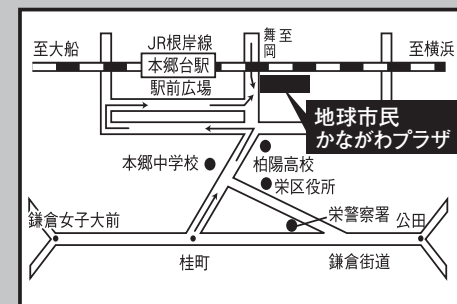 至大船
JR根岸線
舞岡
至
至横浜
本郷台駅
駅前広場
地球市民
かながわプラザ
本郷中学校
柏陽高校
栄区役所
鎌倉女子大前
栄警察署
公田
桂町
鎌倉街道